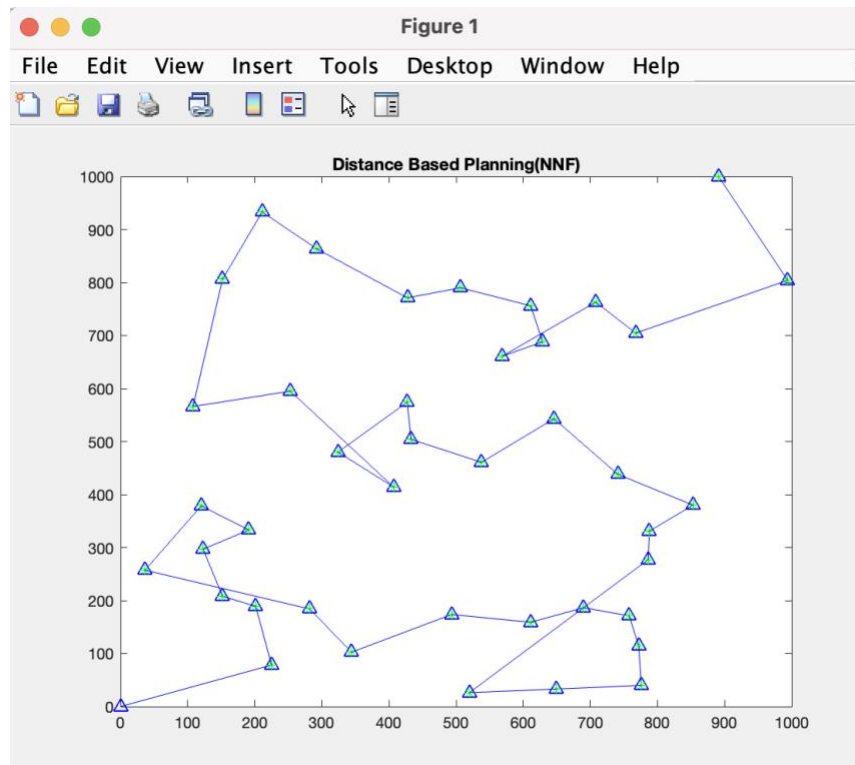 Figure 1
File Edit View Insert Tools Desktop Window Help
Distance Based Planning(NNF)
1000
900
800
700
600
500
400
300
200
100
0
0 100 200 300 400 500 600 700 800 900 1000